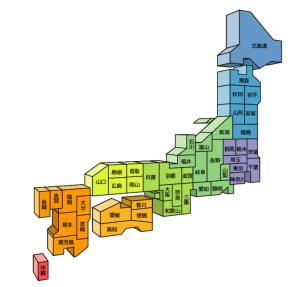 北海道
青森
秋田
岩手
山形
宮城
福島
新潟
群馬
栃木
茨城
埼玉
東京
千葉
神奈川
石川
富山
福井
長野
岐阜
山梨
愛知
静岡
滋賀
京都
兵庫
三重
奈良
大阪
和歌山
鳥取
島根
岡山
広島
山口
香川
愛媛
徳島
高知
福岡
佐賀
長崎
大分
熊本
宮崎
鹿児島
沖縄